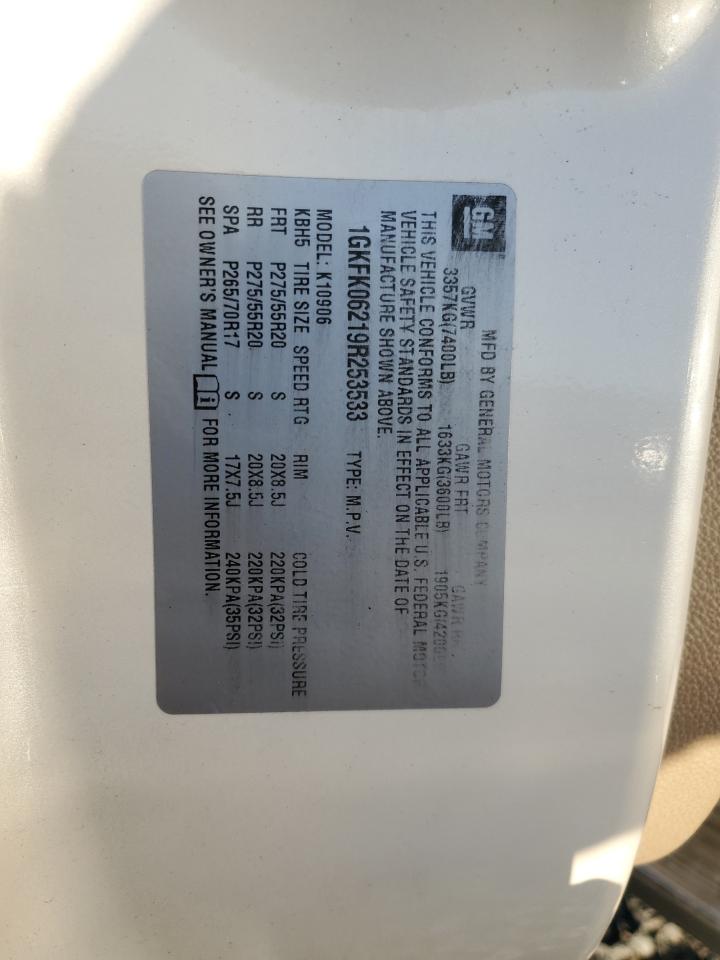 GM
MFD BY GENERAL MOTORS COMPANY
GVWR GAWR FRT GAWR
3357KG(7400LB) 1633KG(3600LB) 1905KG(4200LB)
THIS VEHICLE CONFORMS TO ALL APPLICABLE U.S. FEDERAL MOTOR
VEHICLE SAFETY STANDARDS IN EFFECT ON THE DATE OF
MANUFACTURE SHOWN ABOVE.
1GKFK06219R253533 TYPE: M.P.V.
MODEL: K10906
KBH5 TIRE SIZE SPEED RTG RIM COLD TIRE PRESSURE
FRT P275/55R20 S 20X8.5J 220KPA(32PSI)
RR P275/55R20 S 20X8.5J 220KPA(32PSI)
SPA P265/70R17 S 17X7.5J 240KPA(35PSI)
SEE OWNER'S MANUAL FOR MORE INFORMATION.